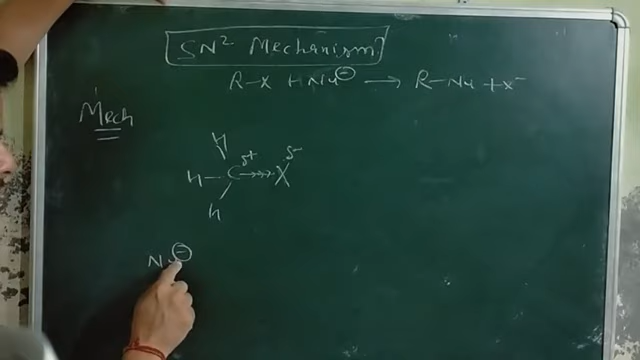 SN² Mechanism
R-X + Nu⊖ → R-Nu + X⁻
Mech
H
H-C^δ+ →→→ X^δ-
H
Nu⊖